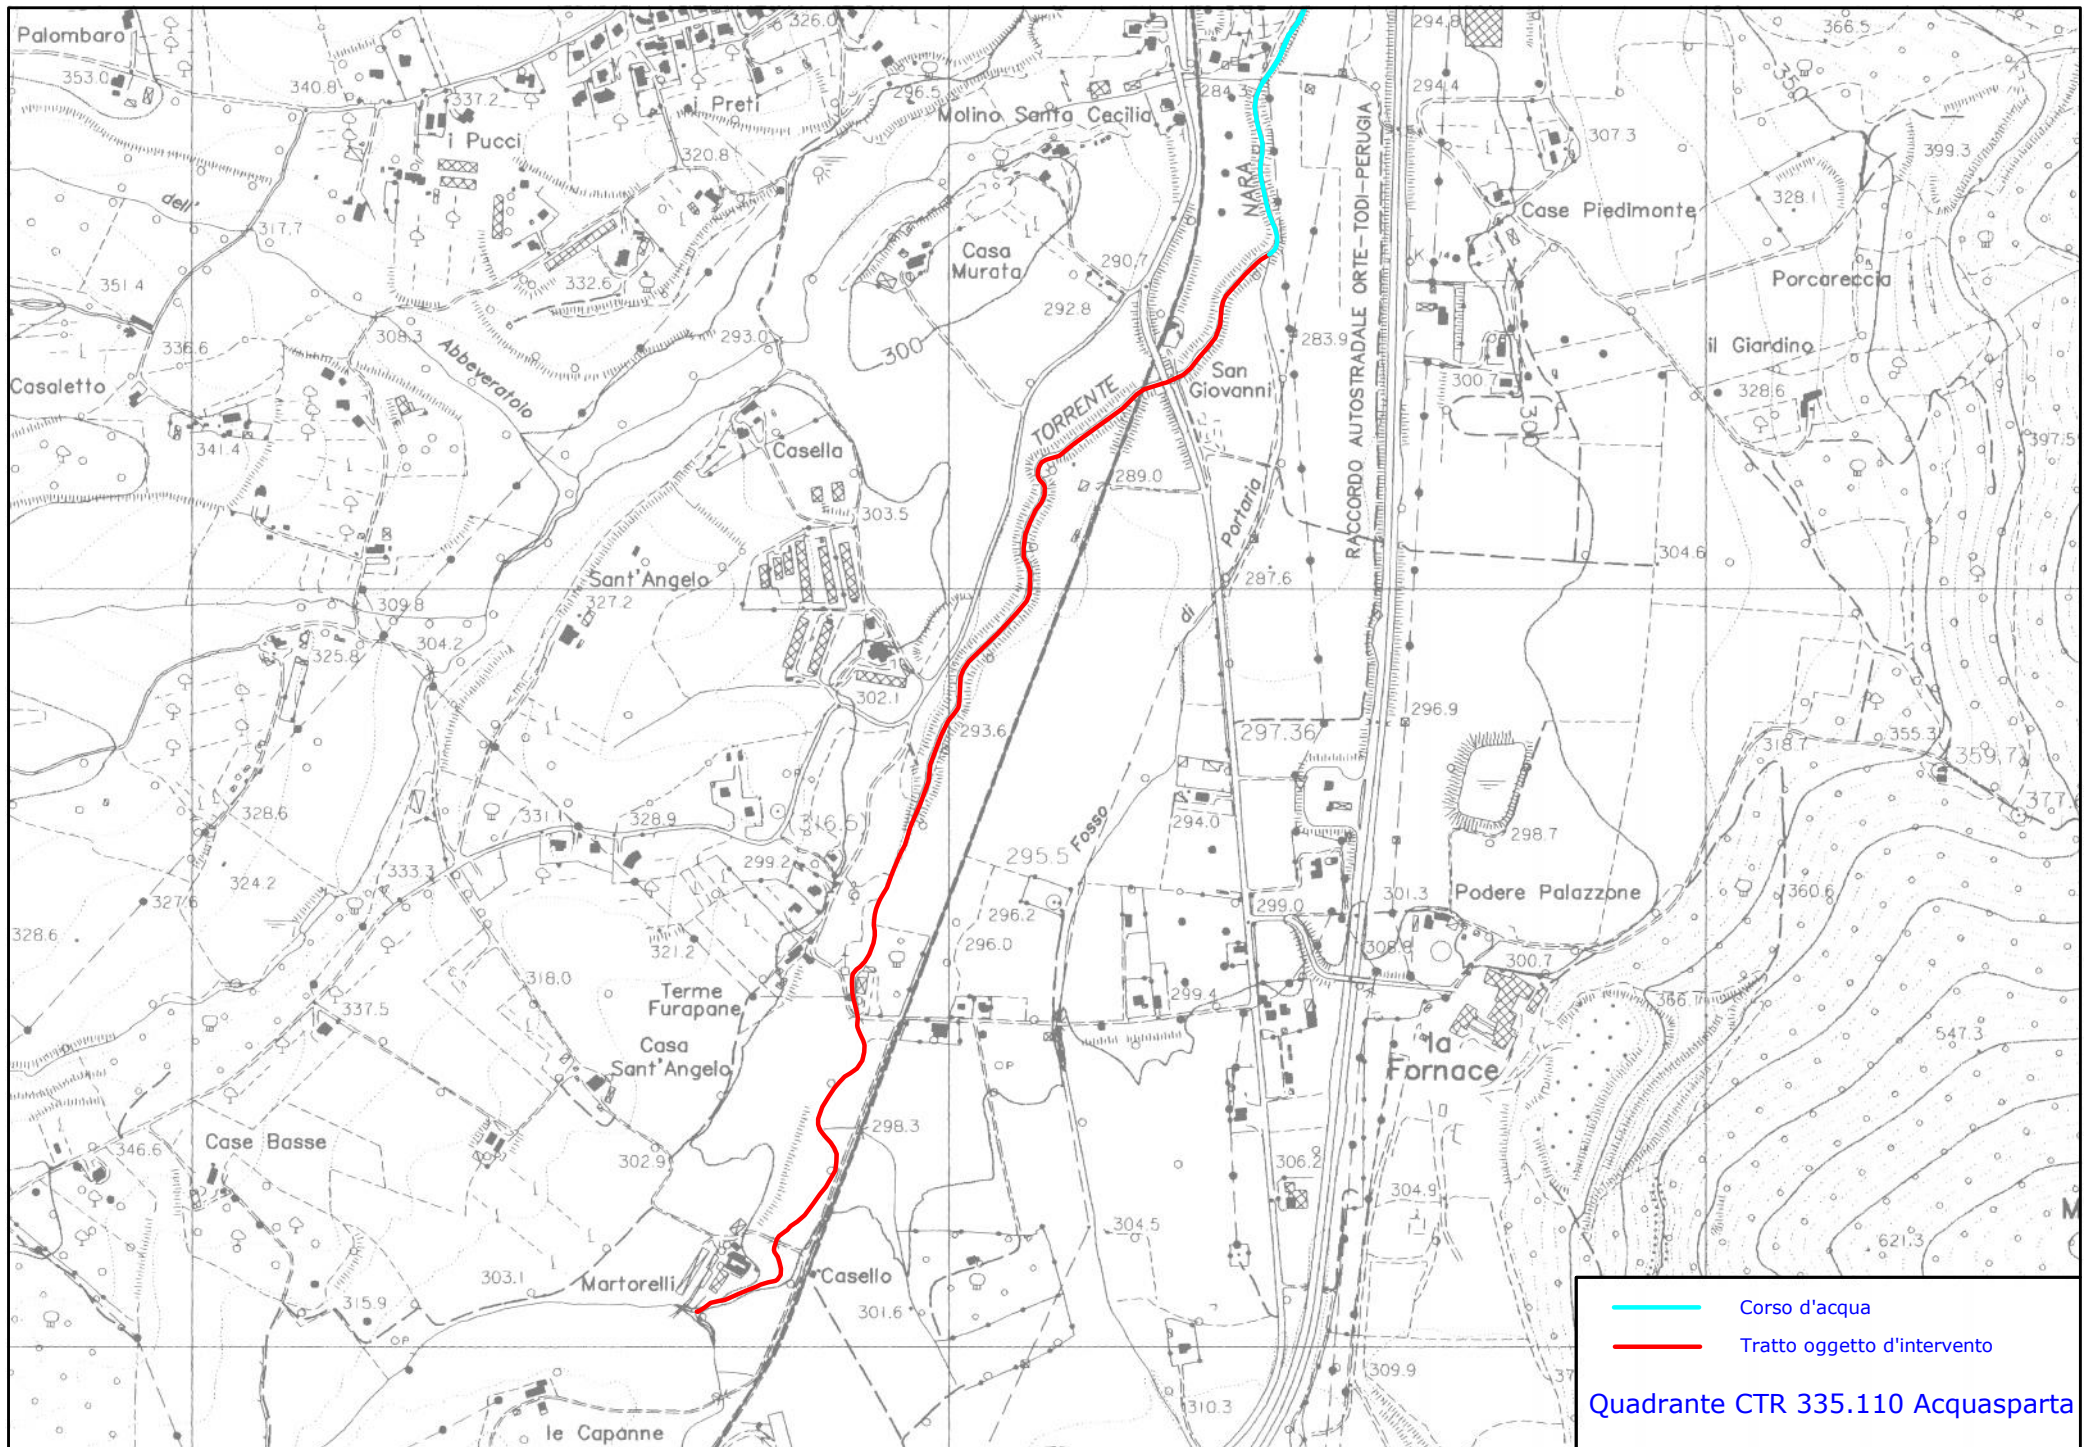 Palombaro
353.0
340.8
337.2
i Pucci
326.0
i Preti
296.5
320.8
Molino Santa Cecilia
284.3
294.8
294.4
307.3
366.5
350
399.3
328.1
dell'
317.7
351.4
336.6
332.6
Casa
Murata
290.7
292.8
NARA
RACCORDO AUTOSTRADALE ORTE-TODI-PERUGIA
Case Piedimonte
Porcareccia
308.3
Abbeveratoio
293.0
300
283.9
il Giardino
328.6
Casaletto
341.4
San
Giovanni
TORRENTE
300.7
300
397.5
Casella
303.5
289.0
Portaria
304.6
Sant'Angelo
327.2
287.6
di
309.8
304.2
325.8
302.1
293.6
297.36
296.9
318.7
355.3
359.7
377.
328.6
331.1
328.9
316.6
299.2
294.0
298.7
Fosso
295.5
333.3
324.2
327.6
328.6
321.2
318.0
296.2
296.0
299.0
301.3
Podere Palazzone
360.6
308.8
300.7
299.4
366.1
547.3
Terme
Furapane
337.5
Casa
Sant'Angelo
la
Fornace
346.6
Case Basse
302.9
298.3
306.2
304.9
304.5
621.3
M
303.1
315.9
Martorelli
Casello
301.6
309.9
310.3
le Capanne
Corso d'acqua
Tratto oggetto d'intervento
Quadrante CTR 335.110 Acquasparta